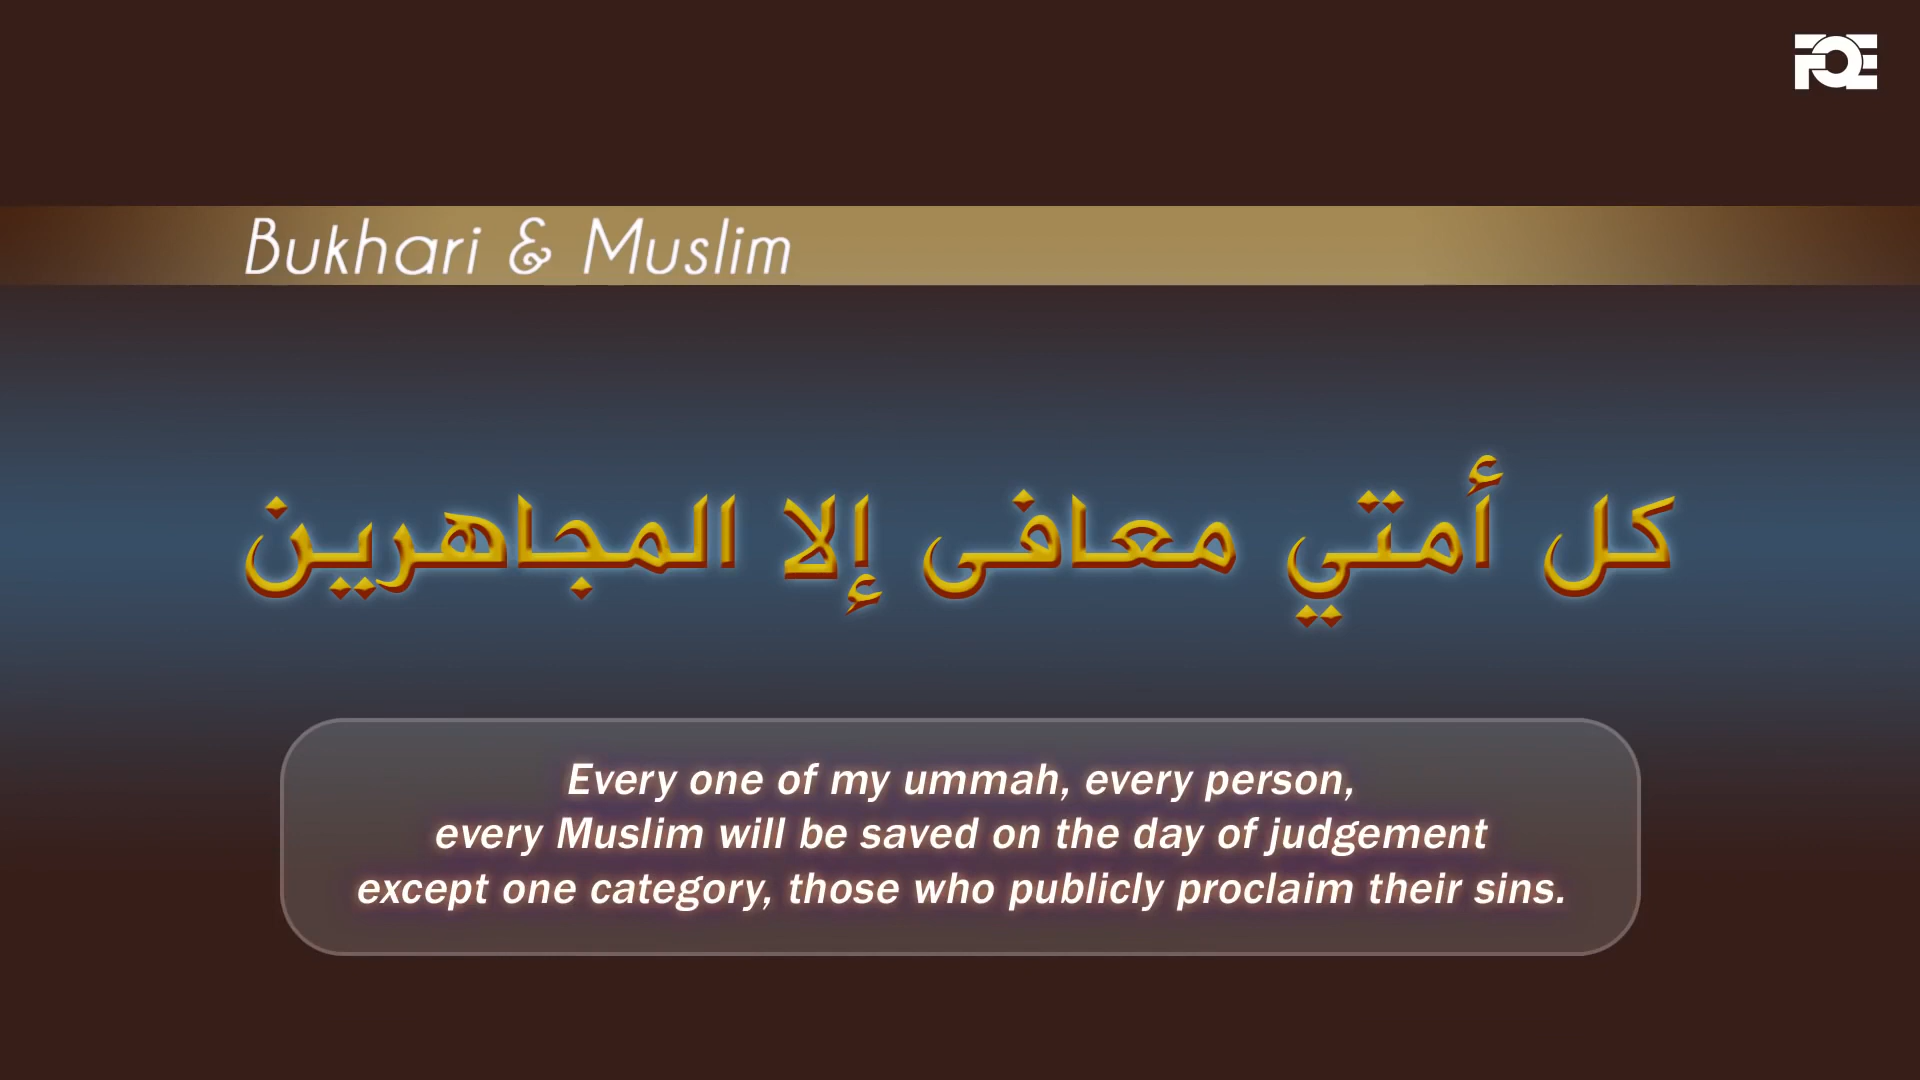 FQE
Bukhari & Muslim
كل أمتي معافى إلا المجاهرين
Every one of my ummah, every person,
every Muslim will be saved on the day of judgement
except one category, those who publicly proclaim their sins.